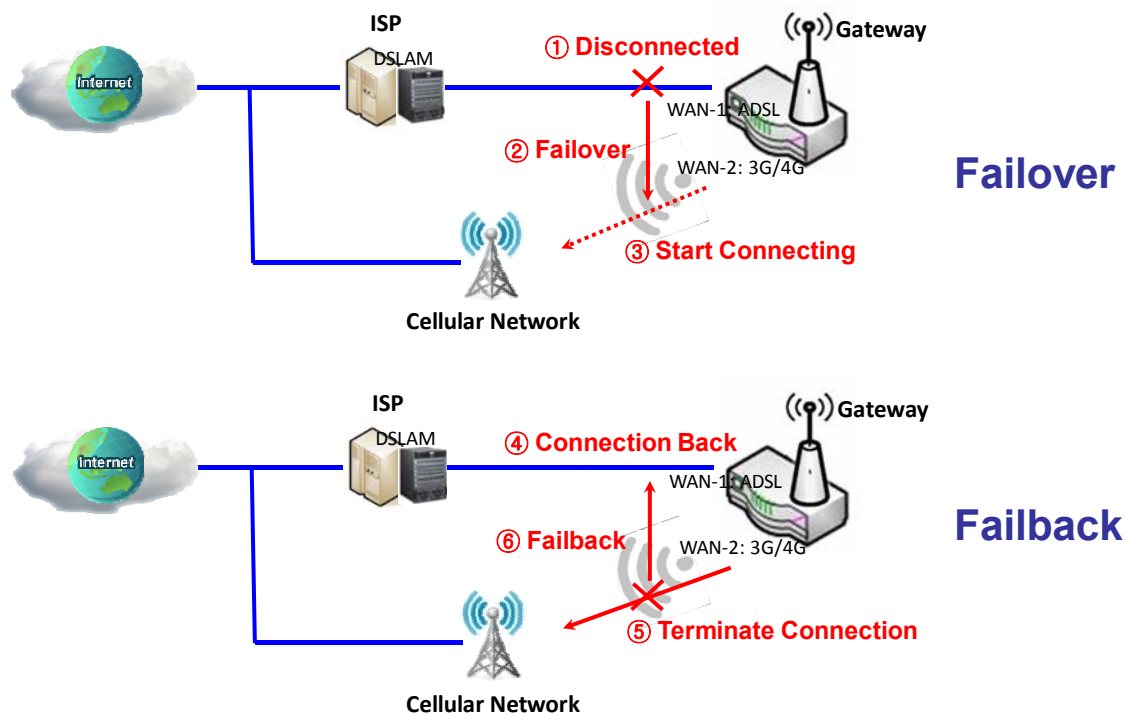 ISP
DSLAM
Internet
① Disconnected
Gateway
WAN-1: ADSL
② Failover
WAN-2: 3G/4G
Failover
③ Start Connecting
Cellular Network
ISP
DSLAM
Internet
④ Connection Back
Gateway
WAN-1: ADSL
⑥ Failback
WAN-2: 3G/4G
Failback
⑤ Terminate Connection
Cellular Network